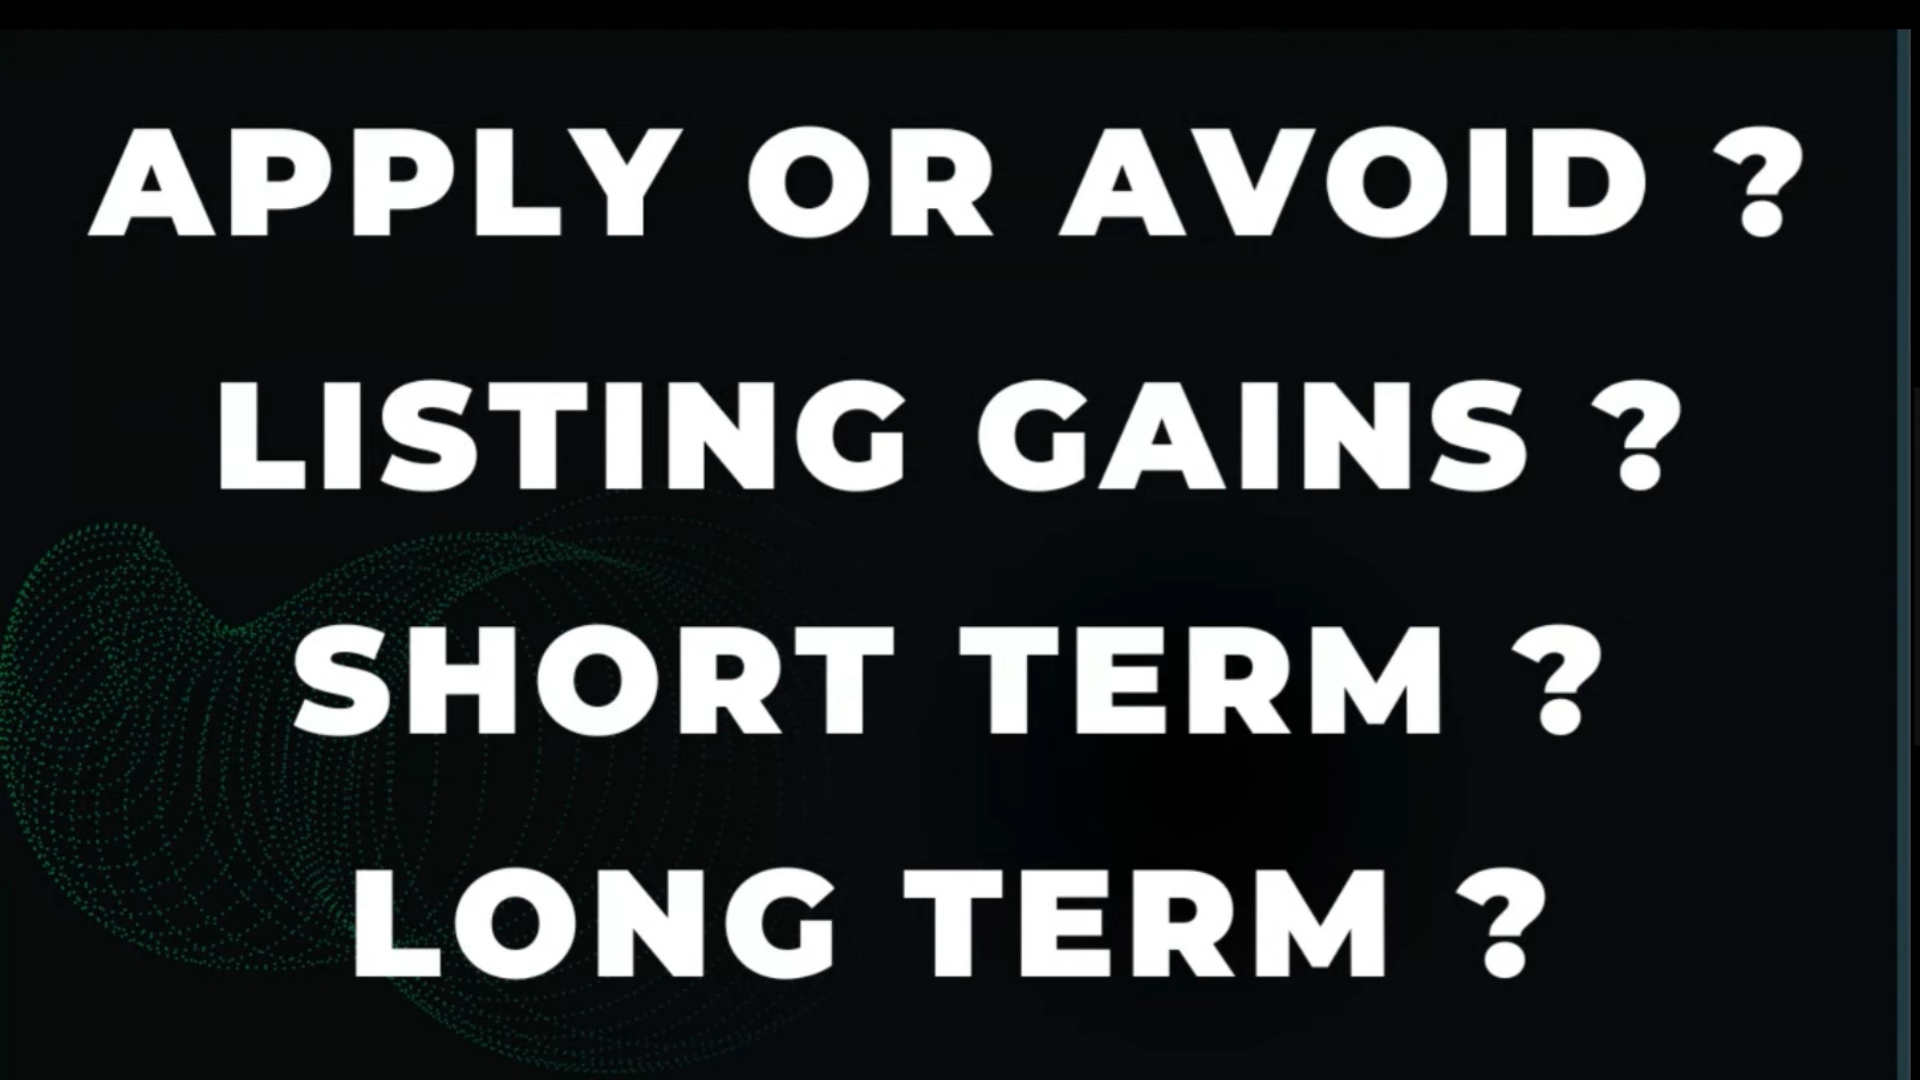 APPLY OR AVOID ?
LISTING GAINS ?
SHORT TERM ?
LONG TERM ?